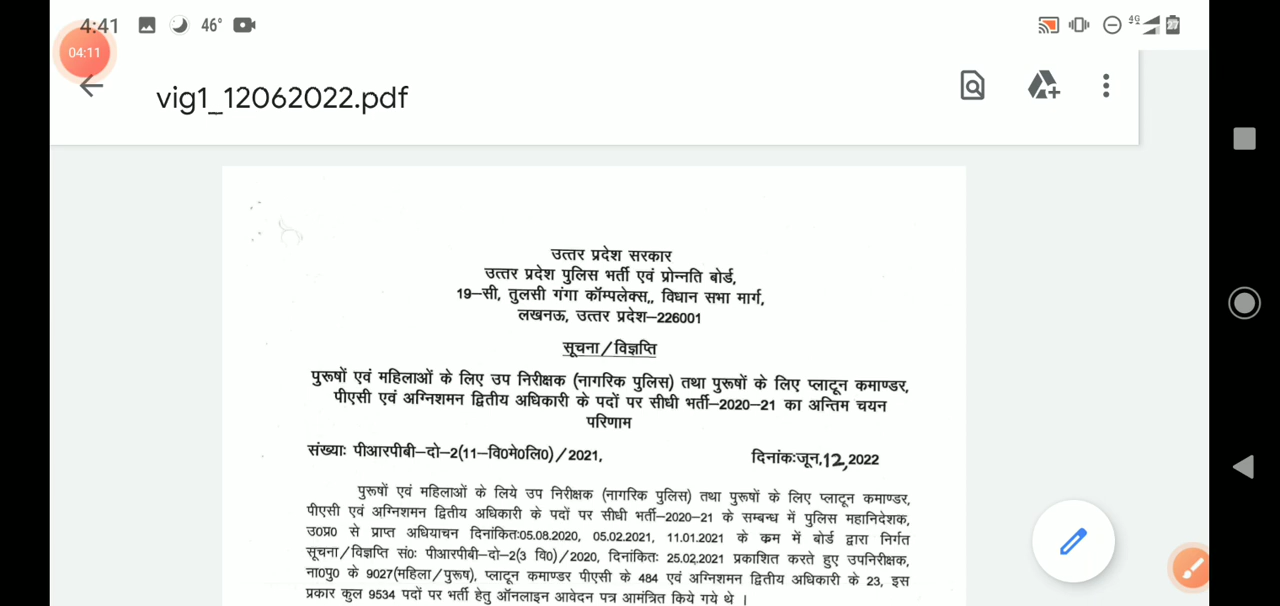 4:41 46° 4G 27
04:11
vig1_12062022.pdf
उत्तर प्रदेश सरकार
उत्तर प्रदेश पुलिस भर्ती एवं प्रोन्नति बोर्ड,
19–सी, तुलसी गंगा कॉम्पलेक्स,, विधान सभा मार्ग,
लखनऊ, उत्तर प्रदेश–226001
सूचना/विज्ञप्ति
पुरूषों एवं महिलाओं के लिए उप निरीक्षक (नागरिक पुलिस) तथा पुरूषों के लिए प्लाटून कमाण्डर,
पीएसी एवं अग्निशमन द्वितीय अधिकारी के पदों पर सीधी भर्ती–2020–21 का अन्तिम चयन
परिणाम
संख्याः पीआरपीबी–दो–2(11–वि0मे0लि0)/2021, दिनांकःजून,12,2022
पुरूषों एवं महिलाओं के लिये उप निरीक्षक (नागरिक पुलिस) तथा पुरूषों के लिए प्लाटून कमाण्डर,
पीएसी एवं अग्निशमन द्वितीय अधिकारी के पदों पर सीधी भर्ती–2020–21 के सम्बन्ध में पुलिस महानिदेशक,
उ0प्र0 से प्राप्त अधियाचन दिनांकितः05.08.2020, 05.02.2021, 11.01.2021 के क्रम में बोर्ड द्वारा निर्गत
सूचना/विज्ञप्ति सं0ः पीआरपीबी–दो–2(3 वि0)/2020, दिनांकितः 25.02.2021 प्रकाशित करते हुए उपनिरीक्षक,
ना0पु0 के 9027(महिला/पुरूष), प्लाटून कमाण्डर पीएसी के 484 एवं अग्निशमन द्वितीय अधिकारी के 23, इस
प्रकार कुल 9534 पदों पर भर्ती हेतु ऑनलाइन आवेदन पत्र आमंत्रित किये गये थे ।